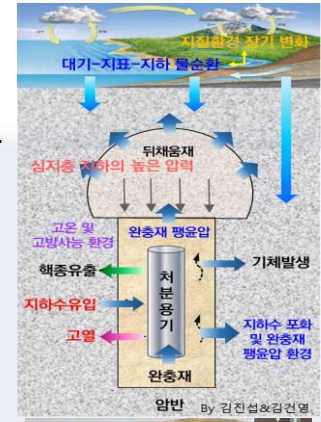 지질환경 장기 변화
대기-지표-지하 물순환
뒤채움재
심지층 지하의 높은 압력
고온 및
고방사능 환경
완충재 팽윤압
핵종유출
처분용기
기체발생
지하수유입
고열
지하수 포화
및 완충재
팽윤압 환경
완충재
암반
By 김진섭&김건영